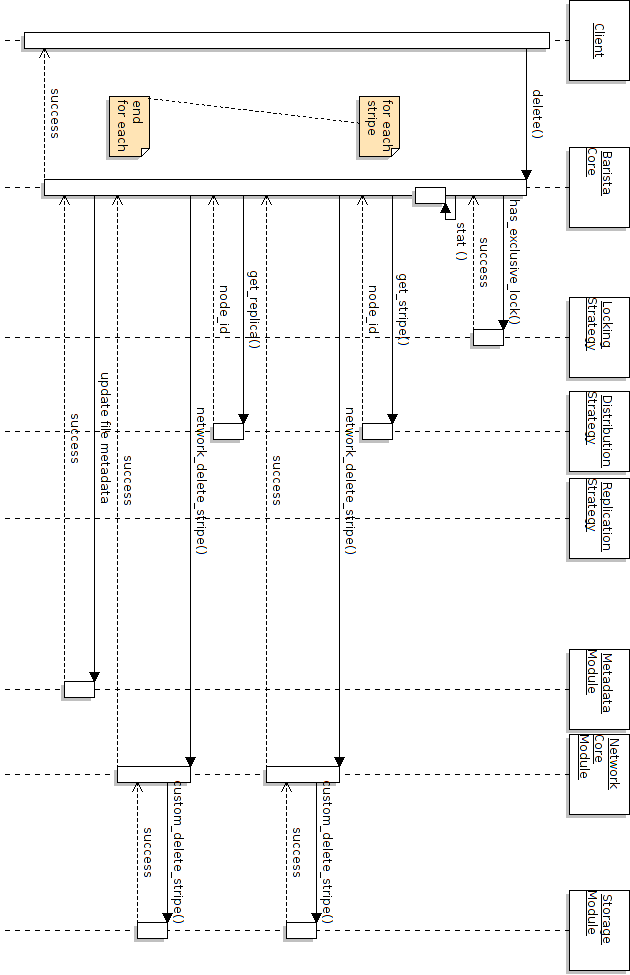 Client
Barista
Core
Locking
Strategy
Distribution
Strategy
Replication
Strategy
Metadata
Module
Network
Core
Module
Storage
Module
delete()
has_exclusive_lock()
success
stat ()
for each
stripe
get_stripe()
node_id
network_delete_stripe()
custom_delete_stripe()
success
success
get_replica()
node_id
network_delete_stripe()
custom_delete_stripe()
success
success
end
for each
update file metadata
success
success